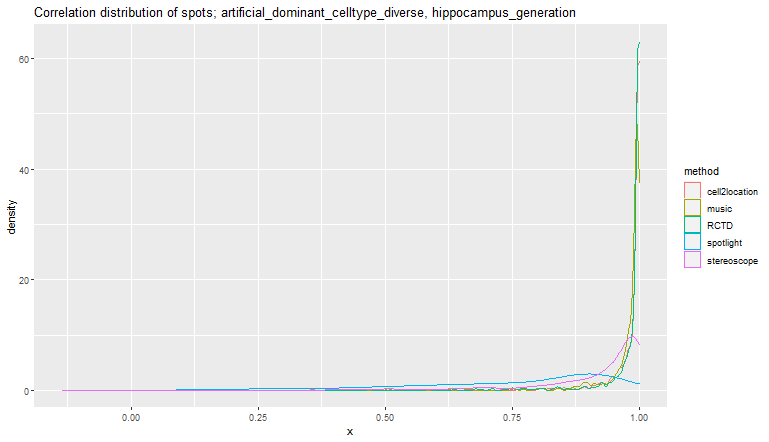 Correlation distribution of spots; artificial_dominant_celltype_diverse, hippocampus_generation
60
40
20
0
density
0.00 0.25 0.50 0.75 1.00
x
method
cell2location
music
RCTD
spotlight
stereoscope